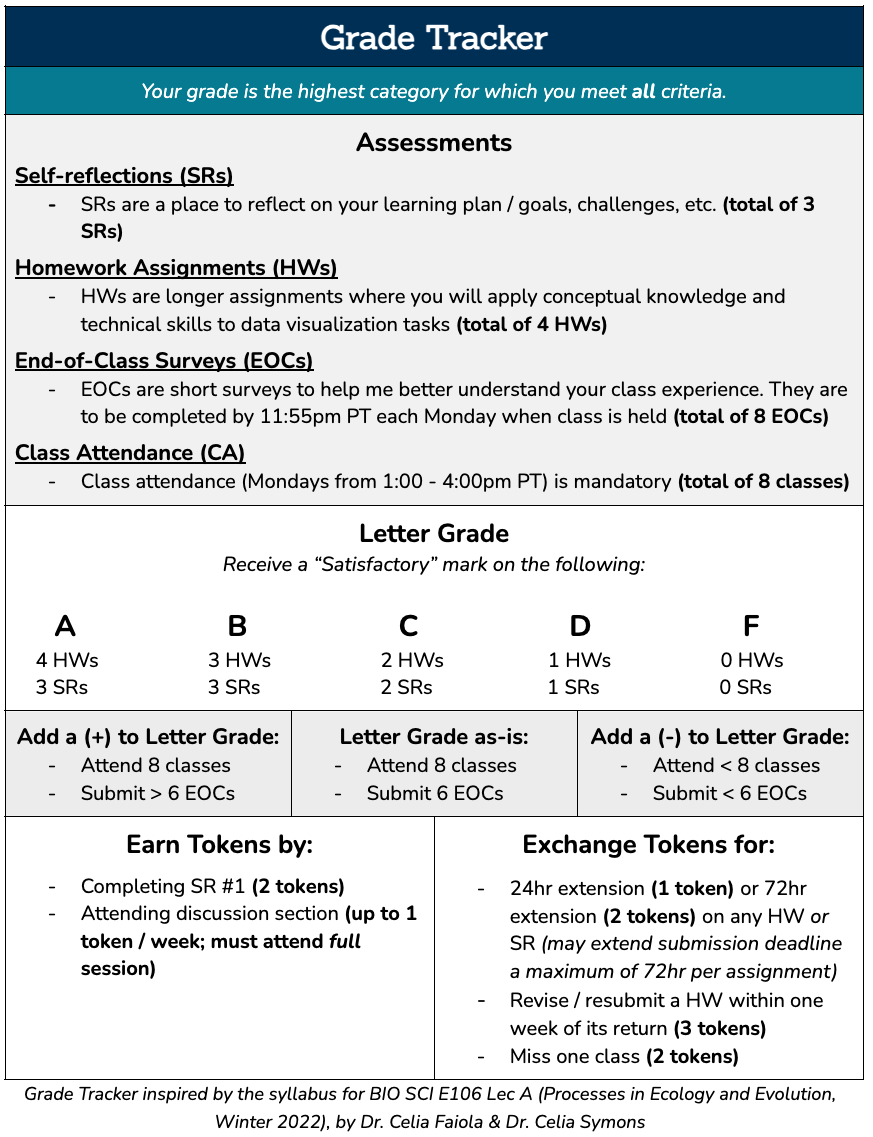 Grade Tracker
Your grade is the highest category for which you meet all criteria.
Assessments
Self-reflections (SRs)
- SRs are a place to reflect on your learning plan / goals, challenges, etc. (total of 3
SRs)
Homework Assignments (HWs)
- HWs are longer assignments where you will apply conceptual knowledge and
technical skills to data visualization tasks (total of 4 HWs)
End-of-Class Surveys (EOCs)
- EOCs are short surveys to help me better understand your class experience. They are
to be completed by 11:55pm PT each Monday when class is held (total of 8 EOCs)
Class Attendance (CA)
- Class attendance (Mondays from 1:00 - 4:00pm PT) is mandatory (total of 8 classes)
Letter Grade
Receive a “Satisfactory” mark on the following:
A B C D F
4 HWs 3 HWs 2 HWs 1 HWs 0 HWs
3 SRs 3 SRs 2 SRs 1 SRs 0 SRs
Add a (+) to Letter Grade:
- Attend 8 classes
- Submit > 6 EOCs
Letter Grade as-is:
- Attend 8 classes
- Submit 6 EOCs
Add a (-) to Letter Grade:
- Attend < 8 classes
- Submit < 6 EOCs
Earn Tokens by:
- Completing SR #1 (2 tokens)
- Attending discussion section (up to 1
token / week; must attend full
session)
Exchange Tokens for:
- 24hr extension (1 token) or 72hr
extension (2 tokens) on any HW or
SR (may extend submission deadline
a maximum of 72hr per assignment)
- Revise / resubmit a HW within one
week of its return (3 tokens)
- Miss one class (2 tokens)
Grade Tracker inspired by the syllabus for BIO SCI E106 Lec A (Processes in Ecology and Evolution,
Winter 2022), by Dr. Celia Faiola & Dr. Celia Symons